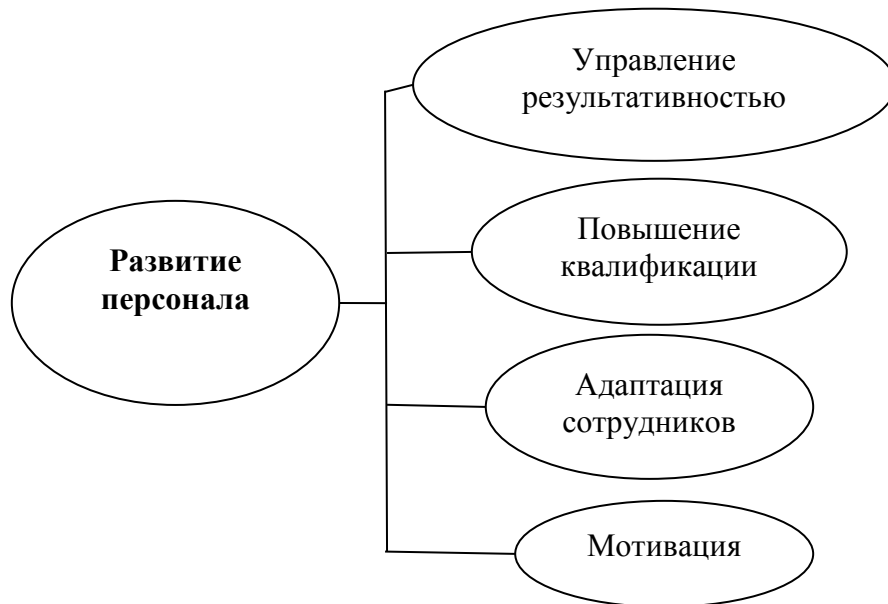 Управление
результативностью
Повышение
квалификации
Развитие
персонала
Адаптация
сотрудников
Мотивация